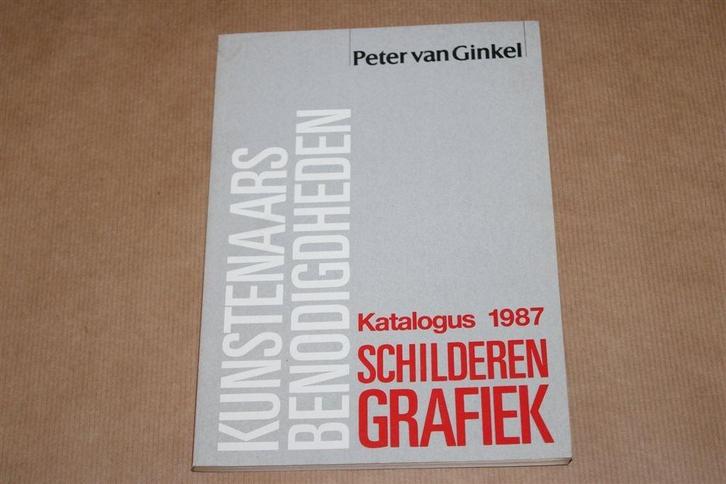 Peter van Ginkel
KUNSTENAARS
BENODIGDHEDEN
Katalogus 1987
SCHILDEREN
GRAFIEK